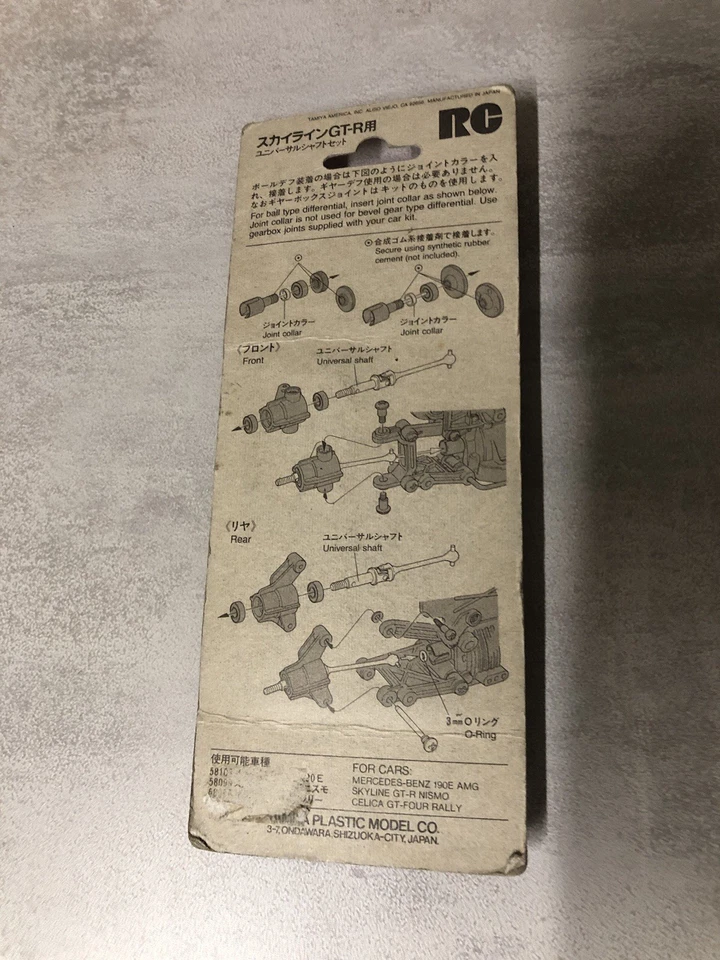 TAMIYA AMERICA, INC. ALISO VIEJO, CA 92656 MANUFACTURED IN JAPAN
スカイラインGT-R用
ユニバーサルシャフトセット
RC
ボールデフ装着の場合は下図のようにジョイントカラーを入
れ、接着します。ギヤーデフ使用の場合は必要ありません。
なおギヤーボックスジョイントはキットのものを使用します。
For ball type differential, insert joint collar as shown below.
Joint collar is not used for bevel gear type differential. Use
gearbox joints supplied with your car kit.
合成ゴム系接着剤で接着します。
Secure using synthetic rubber
cement (not included).
ジョイントカラー
Joint collar
ジョイントカラー
Joint collar
《フロント》
Front
ユニバーサルシャフト
Universal shaft
《リヤ》
Rear
ユニバーサルシャフト
Universal shaft
3mmOリング
O-Ring
使用可能車種
FOR CARS:
MERCEDES-BENZ 190E AMG
SKYLINE GT-R NISMO
CELICA GT-FOUR RALLY
PLASTIC MODEL CO.
3-7, ONDAWARA, SHIZUOKA-CITY, JAPAN.